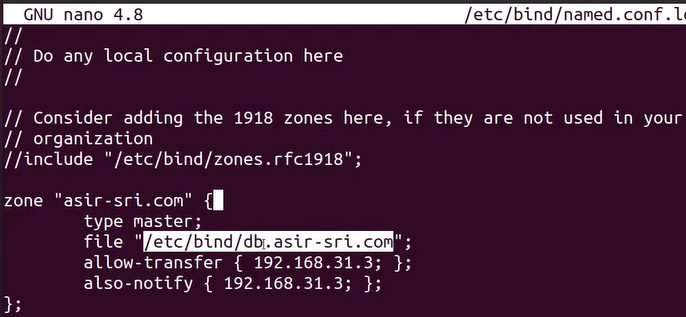 GNU nano 4.8 /etc/bind/named.conf.l
//
// Do any local configuration here
//
// Consider adding the 1918 zones here, if they are not used in your
// organization
//include "/etc/bind/zones.rfc1918";
zone "asir-sri.com" {
type master;
file "/etc/bind/db.asir-sri.com";
allow-transfer { 192.168.31.3; };
also-notify { 192.168.31.3; };
};